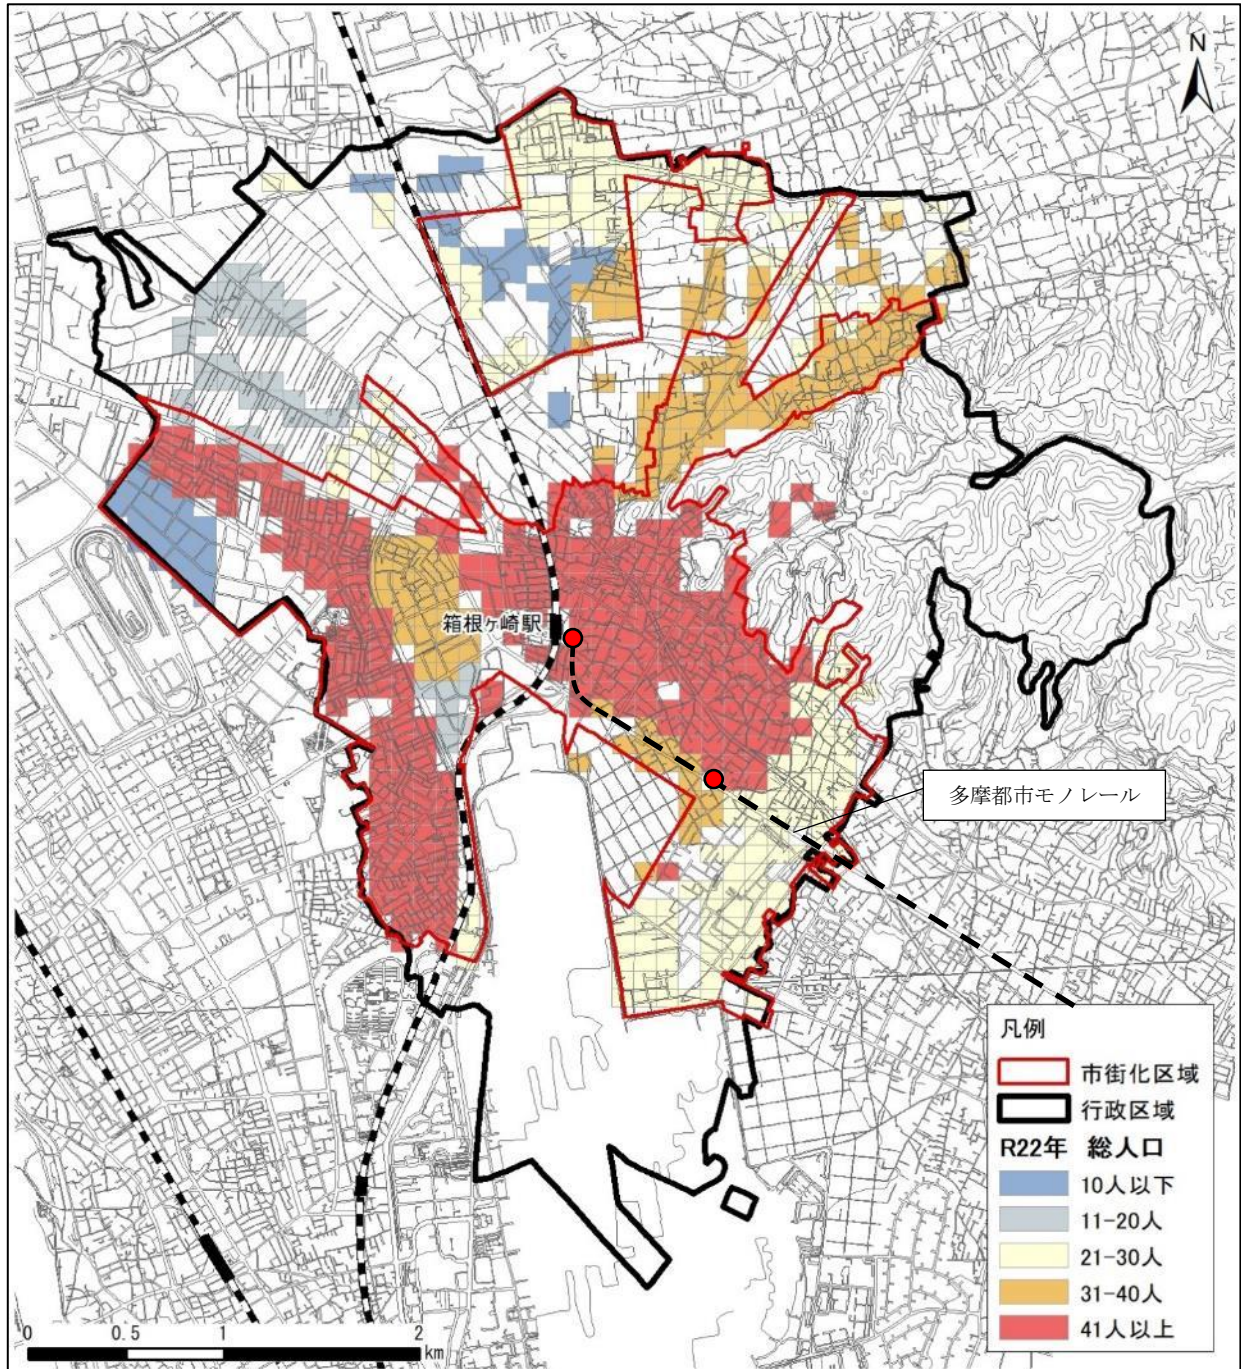 N
箱根ヶ崎駅
多摩都市モノレール
凡例
市街化区域
行政区域
R22年 総人口
10人以下
11-20人
21-30人
31-40人
41人以上
0 0.5 1 2
km